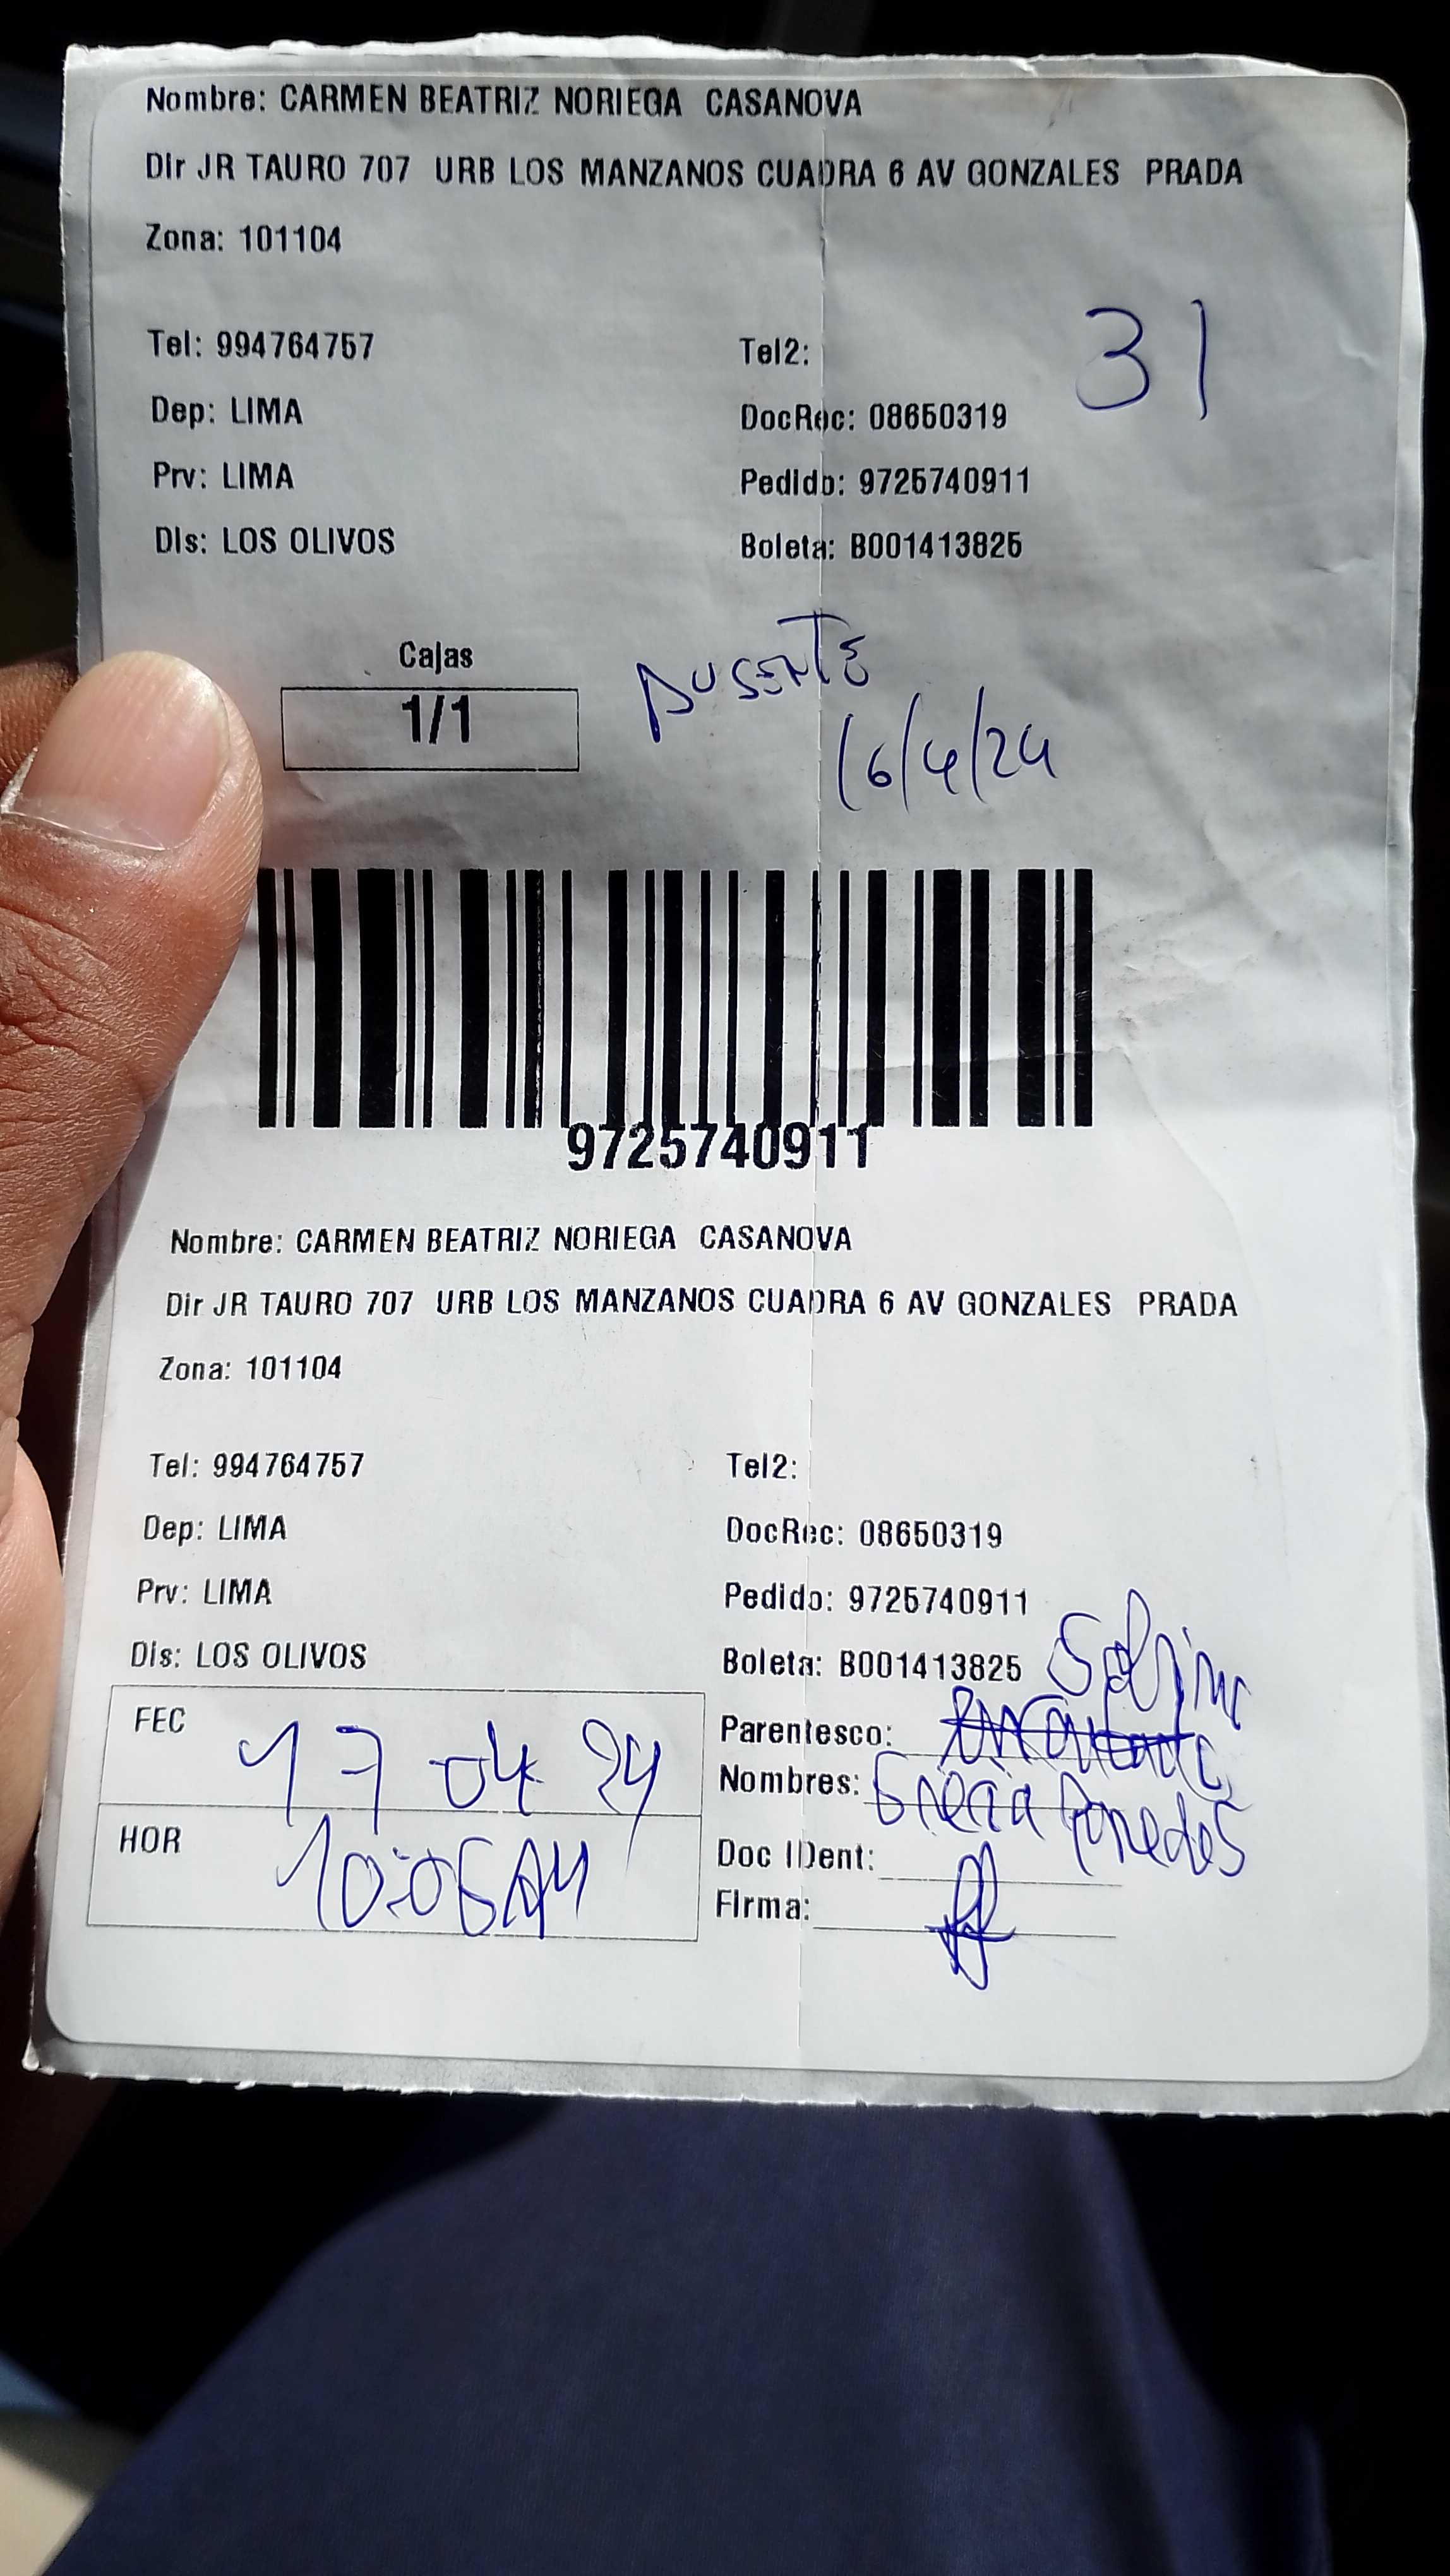 Nombre: CARMEN BEATRIZ NORIEGA CASANOVA
Dir JR TAURO 707 URB LOS MANZANOS CUADRA 6 AV GONZALES PRADA
Zona: 101104
31
Tel: 994764757 Tel2:
Dep: LIMA DocRec: 08650319
Prv: LIMA Pedido: 9725740911
Dis: LOS OLIVOS Boleta: B001413825
Cajas
1/1
AUSENTE
16/4/24
9725740911
Nombre: CARMEN BEATRIZ NORIEGA CASANOVA
Dir JR TAURO 707 URB LOS MANZANOS CUADRA 6 AV GONZALES PRADA
Zona: 101104
Tel: 994764757 Tel2:
Dep: LIMA DocRec: 08650319
Prv: LIMA Pedido: 9725740911
Dis: LOS OLIVOS Boleta: B001413825
FEC 17 04 24
HOR 10:05AM
Parentesco:
Nombres: Grecia
Doc IDent:
Firma: